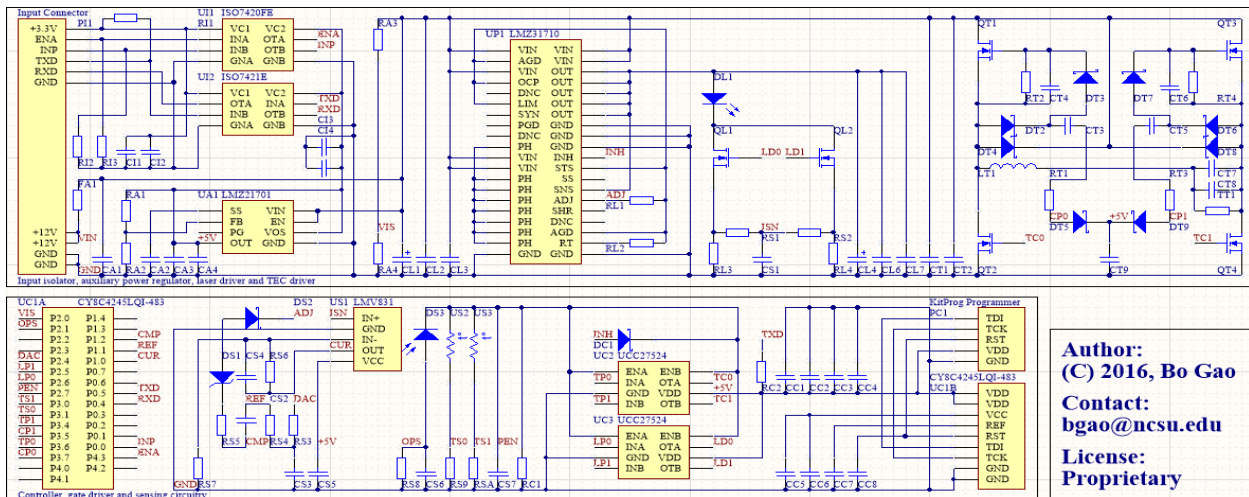 Input Connector
PI1
+3.3V
ENA
INP
TXD
RXD
GND
+12V
+12V
GND
GND
VIN
GND
RI1
UI1 ISO7420FE
VC1 VC2
INA OTA
INB OTB
GNA GNB
ENA
INP
UI2 ISO7421E
VC1 VC2
OTA INA
INB OTB
GNA GNB
TXD
RXD
CI3
CI4
RI2
RI3
CI1
CI2
FA1
RA1
UA1 LMZ21701
SS VIN
FB EN
PG VOS
OUT GND
+5V
CA1
RA2
CA2
CA3
CA4
RA3
VIS
RA4
CL1
CL2
CL3
UP1 LMZ31710
VIN VIN
AGD VIN
VIN OUT
OCP OUT
DNC OUT
LIM OUT
SYN OUT
PGD GND
DNC GND
PH GND
GND INH
VIN STS
PH SS
PH SNS
PH ADJ
PH SHR
PH DNC
PH AGD
PH RT
GND GND
INH
ADJ
RL1
RL2
DL1
QL1
QL2
LD0 LD1
ISN
RS1
RS2
RL3
CS1
RL4
CL4
CL6
CL7
CT1
CT2
QT1
QT3
RT2
CT4
DT3
DT7
CT6
RT4
DT2
CT3
CT5
DT6
DT4
DT8
LT1
RT1
RT3
CT7
CT8
TT1
CP0
+5V
CP1
DT5
DT9
TC0
TC1
QT2
CT9
QT4
Input isolator, auxiliary power regulator, laser driver and TEC driver
UC1A CY8C4245LQI-483
VIS
OPS
DAC
LP1
LP0
PEN
TS1
TS0
TP1
CP1
TP0
CP0
P2.0 P1.4
P2.1 P1.3
P2.2 P1.2
P2.3 P1.1
P2.4 P1.0
P2.5 P0.7
P2.6 P0.6
P2.7 P0.5
P3.0 P0.4
P3.1 P0.3
P3.4 P0.2
P3.5 P0.1
P3.6 P0.0
P3.7 P4.3
P4.0 P4.2
P4.1
CMP
REF
CUR
TXD
RXD
INP
ENA
DS2
ADJ
US1 LMV831
ISN
IN+
GND
IN-
OUT
VCC
CUR
DS1
CS4
RS6
REF
CS2
DAC
RS5
CMP
RS4
RS3
+5V
GND
RS7
CS3
CS5
DS3
US2
US3
OPS
TS0
TS1
PEN
RS8
CS6
RS9
RSA
CS7
RC1
INH
DC1
UC2 UCC27524
ENA ENB
INA OTA
GND VDD
INB OTB
TP0
TP1
TC0
+5V
TC1
UC3 UCC27524
ENA ENB
INA OTA
GND VDD
INB OTB
LP0
LP1
LD0
LD1
TXD
RC2
CC1
CC2
CC3
CC4
CC5
CC6
CC7
CC8
KitProg Programmer
PC1
TDI
TCK
RST
VDD
GND
CY8C4245LQI-483
UC1B
VDD
VDD
VCC
REF
RST
TDI
TCK
GND
GND
Controller, gate driver and sensing circuitry
Author:
(C) 2016, Bo Gao
Contact:
bgao@ncsu.edu
License:
Proprietary